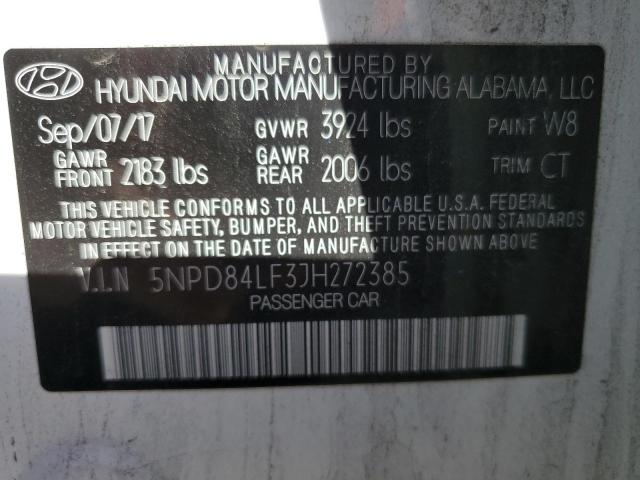 MANUFACTURED BY
HYUNDAI MOTOR MANUFACTURING ALABAMA, LLC
Sep/07/17 GVWR 3924 lbs PAINT W8
GAWR FRONT 2183 lbs GAWR REAR 2006 lbs TRIM CT
THIS VEHICLE CONFORMS TO ALL APPLICABLE U.S.A. FEDERAL
MOTOR VEHICLE SAFETY, BUMPER, AND THEFT PREVENTION STANDARDS
IN EFFECT ON THE DATE OF MANUFACTURE SHOWN ABOVE.
V.I.N 5NPD84LF3JH272385
PASSENGER CAR